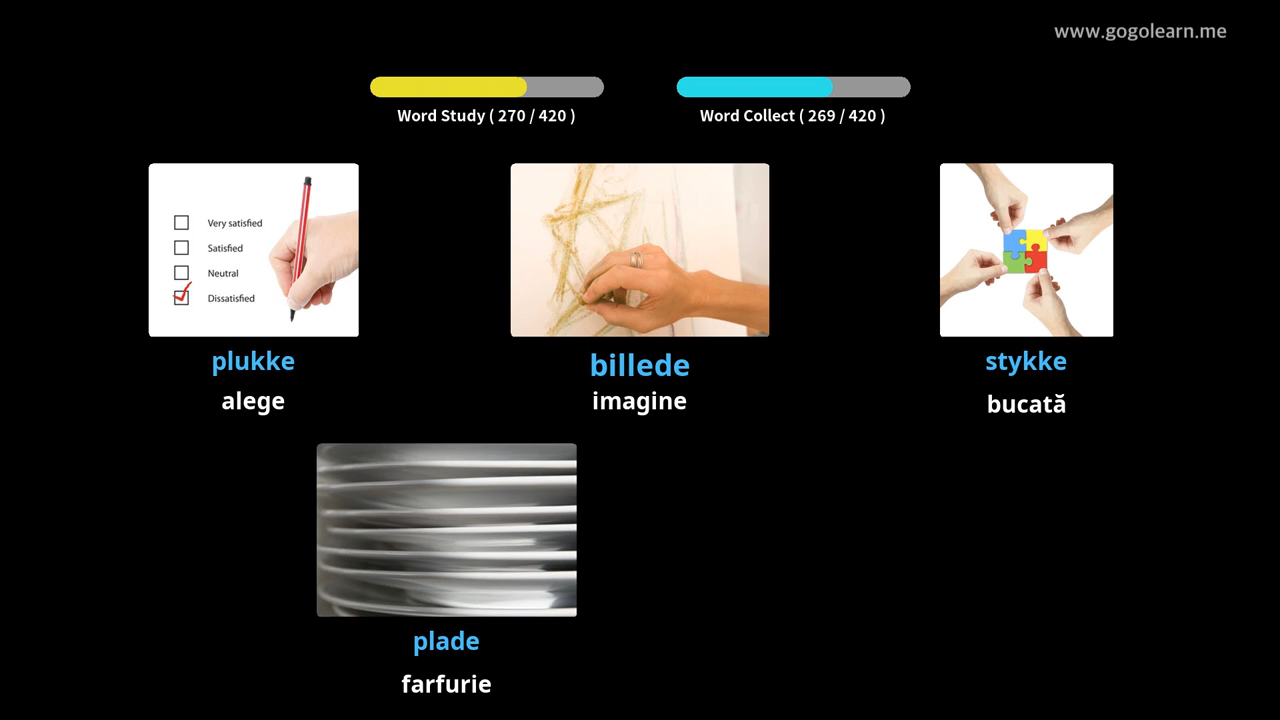 www.gogolearn.me
Word Study ( 270 / 420 )
Word Collect ( 269 / 420 )
Very satisfied
Satisfied
Neutral
Dissatisfied
plukke
alege
billede
imagine
stykke
bucată
plade
farfurie